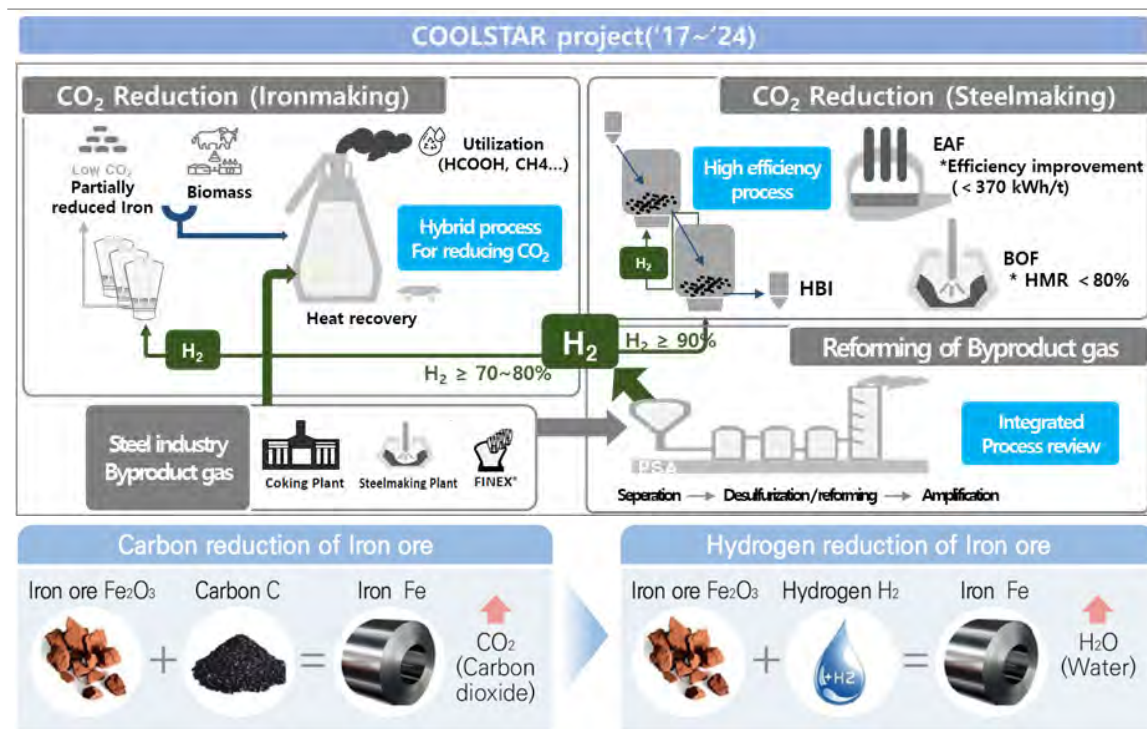 COOLSTAR project('17~'24)
CO₂ Reduction (Ironmaking)
Low CO₂
Partially
reduced Iron
Biomass
Utilization
(HCOOH, CH4...)
Hybrid process
For reducing CO₂
Heat recovery
H₂
H₂ ≥ 70~80%
H₂
H₂ ≥ 90%
CO₂ Reduction (Steelmaking)
High efficiency
process
H₂
HBI
EAF
*Efficiency improvement
(< 370 kWh/t)
BOF
* HMR < 80%
Reforming of Byproduct gas
Integrated
Process review
PSA
Seperation → Desulfurization/reforming → Amplification
Steel industry
Byproduct gas
Coking Plant
Steelmaking Plant
FINEX®
Carbon reduction of Iron ore
Iron ore Fe₂O₃
Carbon C
Iron Fe
+
=
CO₂
(Carbon
dioxide)
Hydrogen reduction of Iron ore
Iron ore Fe₂O₃
Hydrogen H₂
Iron Fe
+
+H2
=
H₂O
(Water)